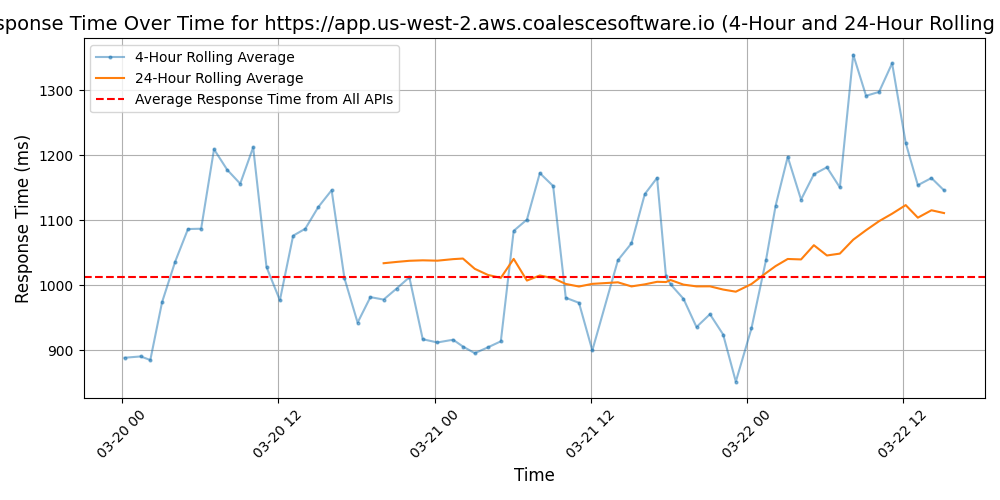 sponse Time Over Time for https://app.us-west-2.aws.coalescesoftware.io (4-Hour and 24-Hour Rolling
4-Hour Rolling Average
24-Hour Rolling Average
Average Response Time from All APIs
Response Time (ms)
1300
1200
1100
1000
900
03-20 00
03-20 12
03-21 00
03-21 12
03-22 00
03-22 12
Time